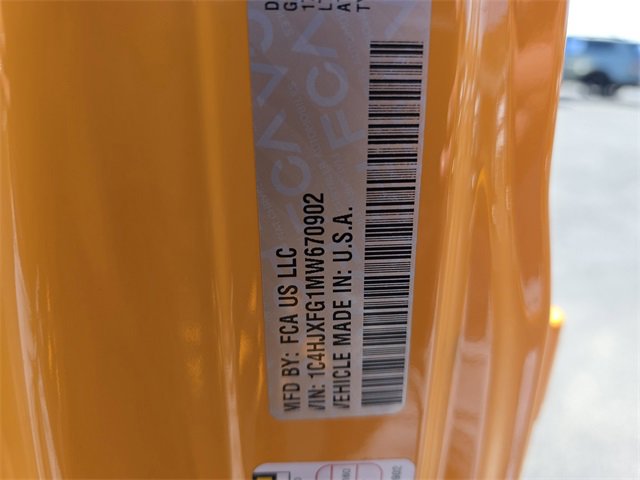 MFD BY: FCA US LLC
VIN: 1C4HJXFG1MW670902
VEHICLE MADE IN: U.S.A.